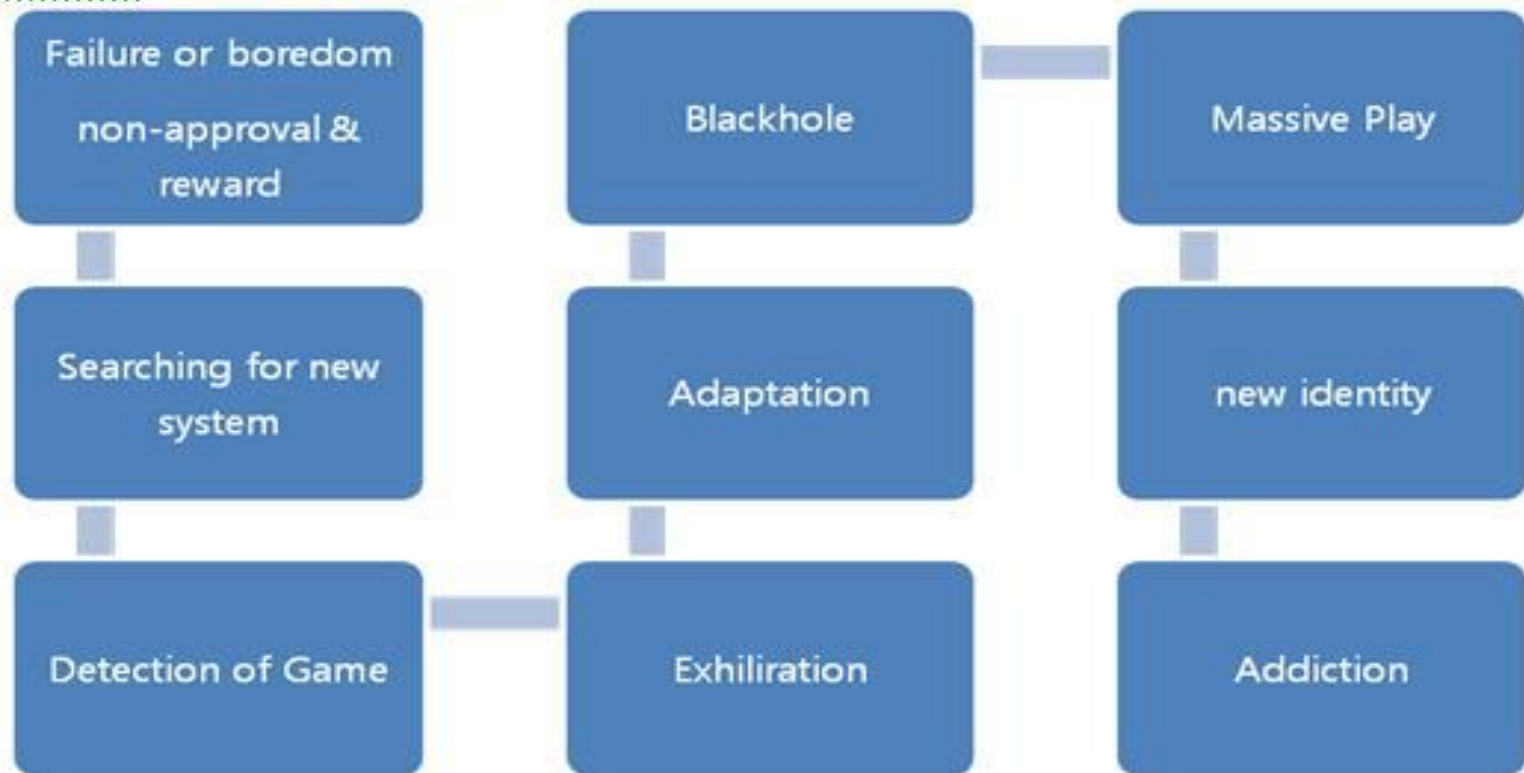 Failure or boredom
non-approval &
reward
Searching for new
system
Detection of Game
Exhiliration
Adaptation
Blackhole
Massive Play
new identity
Addiction